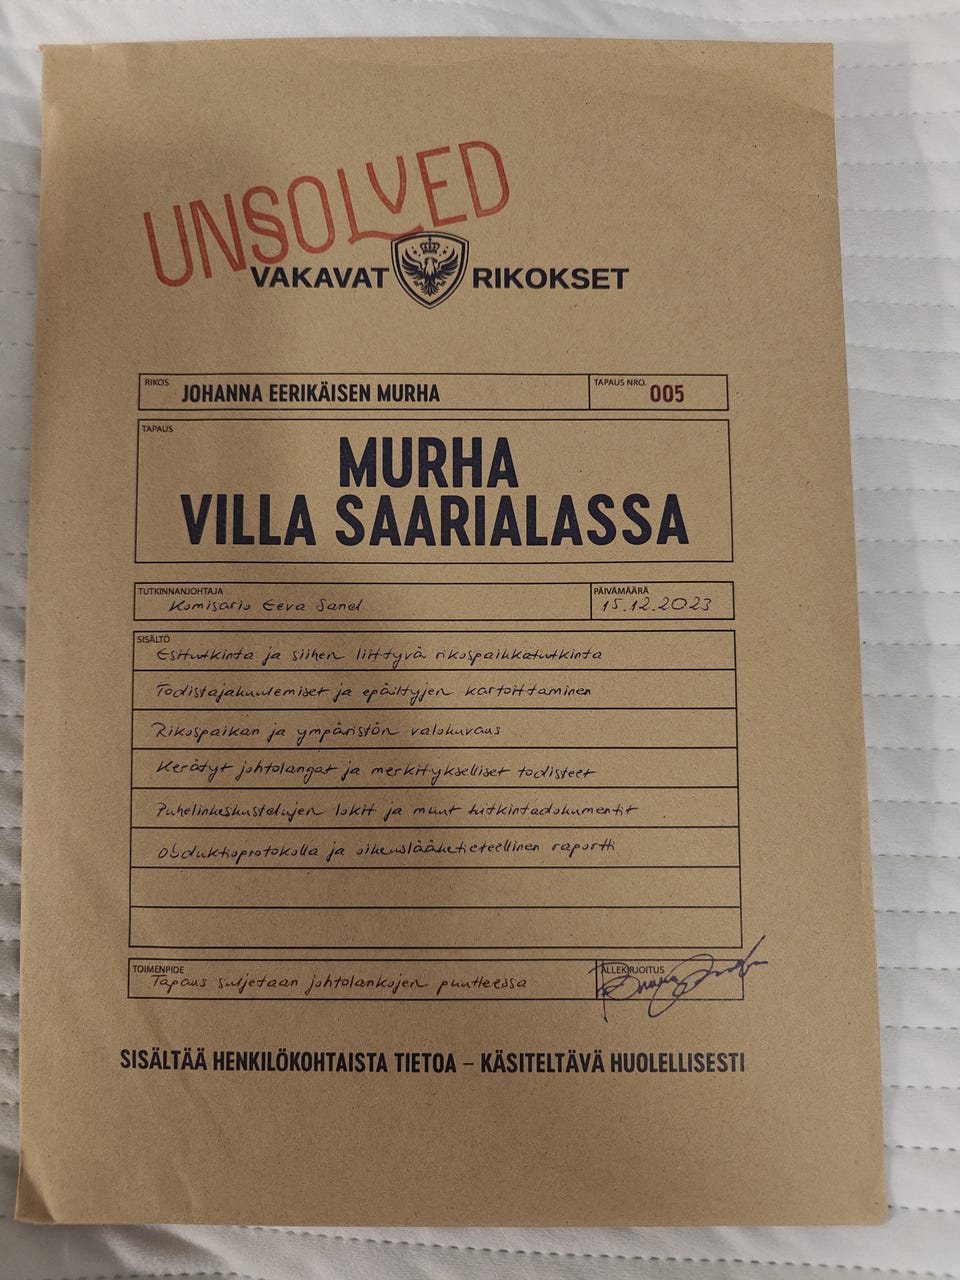 UNSOLVED
VAKAVAT RIKOKSET
RIKOS JOHANNA EERIKÄISEN MURHA
TAPAUS NRO. 005
TAPAUS
MURHA
VILLA SAARIALASSA
TUTKINNANJOHTAJA
Komisario Eeva Sand
PÄIVÄMÄÄRÄ
15.12.2023
SISÄLTÖ
Esitutkinta ja siihen liittyvä rikospaikkatutkinta
Todistajakuulemiset ja epäiltyjen kartoittaminen
Rikospaikan ja ympäristön valokuvaus
Kerätyt johtolangat ja merkitykselliset todisteet
Puhelinkeskustelujen lokit ja muut tutkintadokumentit
Obduktioprotokolla ja oikeuslääketieteellinen raportti
TOIMENPIDE
Tapaus suljetaan johtolankojen puutteessa
ALLEKIRJOITUS
SISÄLTÄÄ HENKILÖKOHTAISTA TIETOA – KÄSITELTÄVÄ HUOLELLISESTI